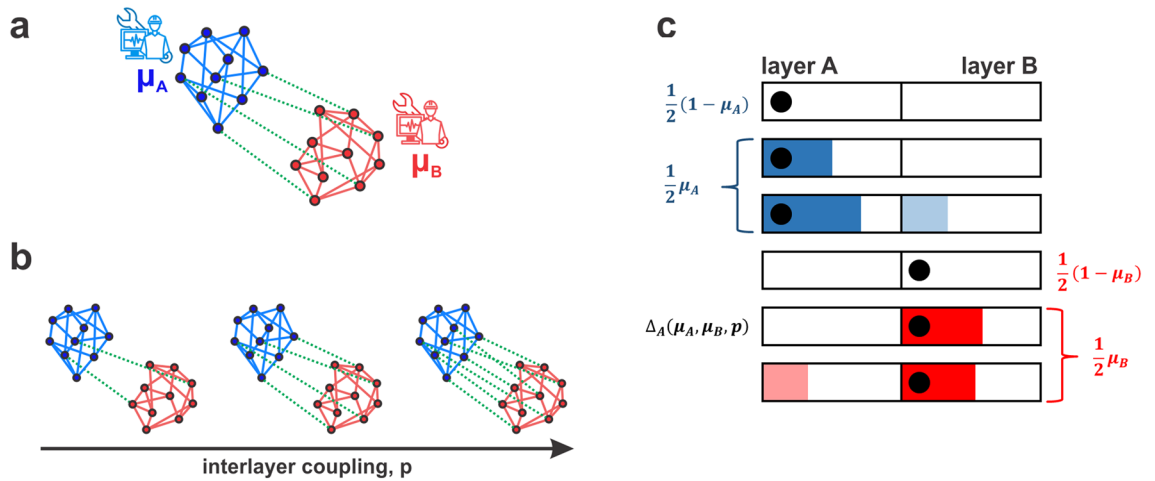 a
μA
μB
b
interlayer coupling, p
c
layer A layer B
1/2(1 − μA)
1/2 μA
1/2(1 − μB)
ΔA(μA, μB, p)
1/2 μB